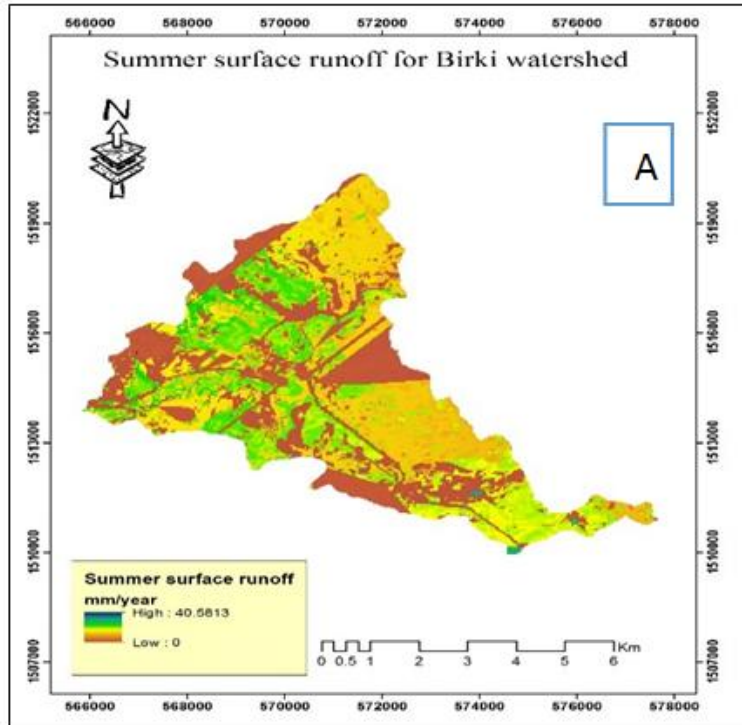 566000 568000 570000 572000 574000 576000 578000
Summer surface runoff for Birki watershed
N
A
1522000 1522000
1519000 1519000
1516000 1516000
1513000 1513000
1510000 1510000
1507000 1507000
Summer surface runoff
mm/year
High : 40.5813
Low : 0
Km
0 0.5 1 2 3 4 5 6
566000 568000 570000 572000 574000 576000 578000